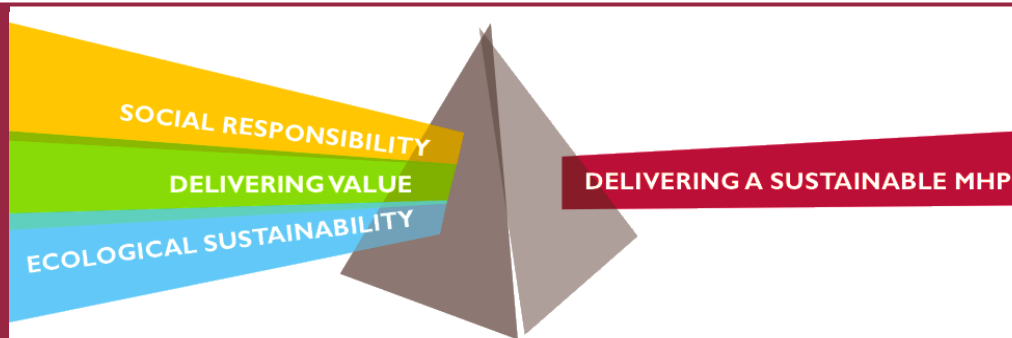 SOCIAL RESPONSIBILITY
DELIVERING VALUE
ECOLOGICAL SUSTAINABILITY
DELIVERING A SUSTAINABLE MHP